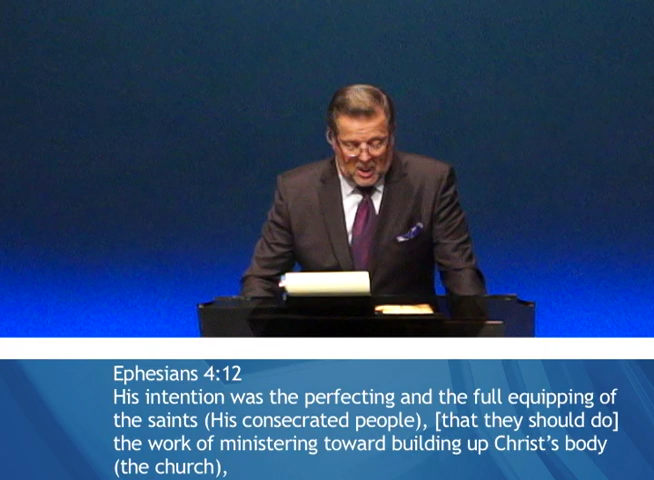 Ephesians 4:12
His intention was the perfecting and the full equipping of
the saints (His consecrated people), [that they should do]
the work of ministering toward building up Christ's body
(the church),